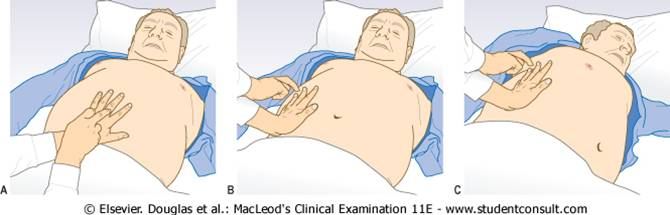 A B C
© Elsevier. Douglas et al.: MacLeod's Clinical Examination 11E - www.studentconsult.com